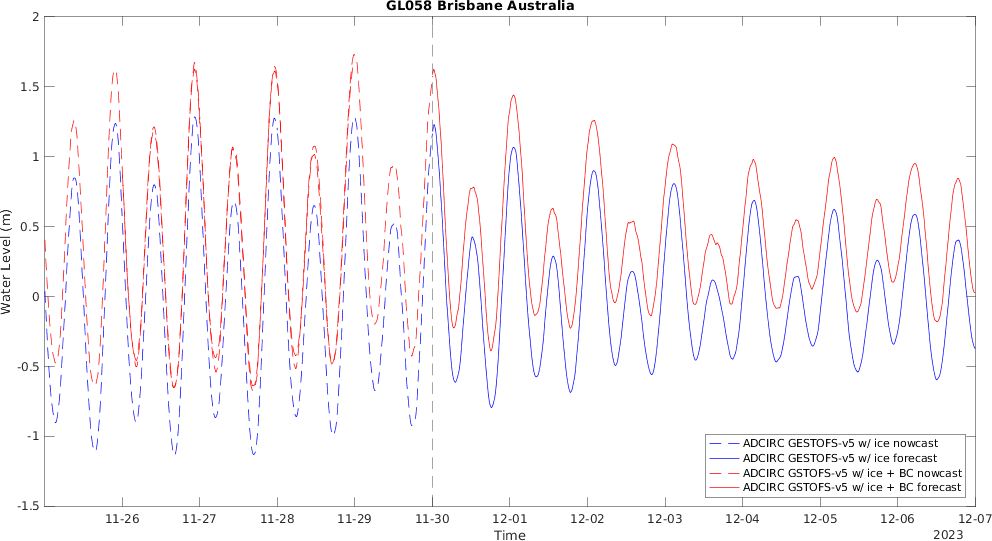 GL058 Brisbane Australia
2
1.5
1
0.5
0
-0.5
-1
-1.5
Water Level (m)
11-26 11-27 11-28 11-29 11-30 12-01 12-02 12-03 12-04 12-05 12-06 12-07
Time
2023
ADCIRC GESTOFS-v5 w/ ice nowcast
ADCIRC GESTOFS-v5 w/ ice forecast
ADCIRC GSTOFS-v5 w/ ice + BC nowcast
ADCIRC GSTOFS-v5 w/ ice + BC forecast